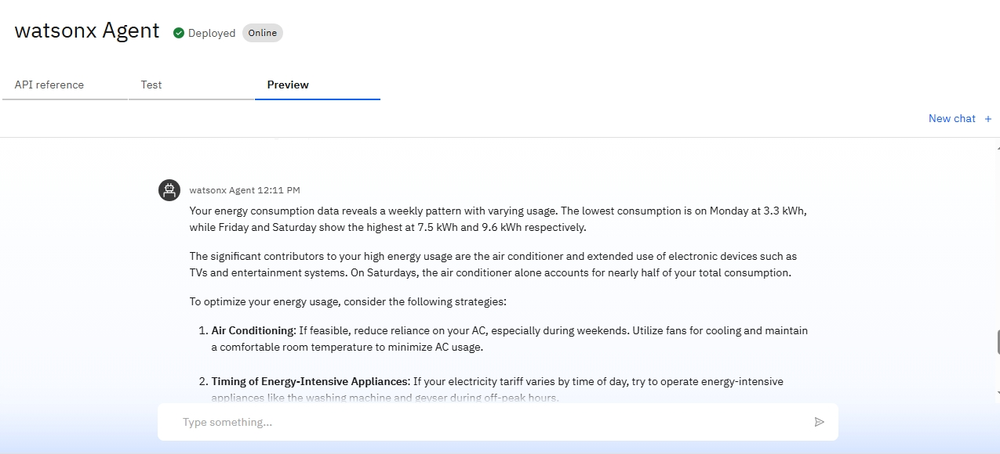 watsonx Agent
Deployed
Online
API reference
Test
Preview
New chat +
watsonx Agent 12:11 PM
Your energy consumption data reveals a weekly pattern with varying usage. The lowest consumption is on Monday at 3.3 kWh,
while Friday and Saturday show the highest at 7.5 kWh and 9.6 kWh respectively.
The significant contributors to your high energy usage are the air conditioner and extended use of electronic devices such as
TVs and entertainment systems. On Saturdays, the air conditioner alone accounts for nearly half of your total consumption.
To optimize your energy usage, consider the following strategies:
1. Air Conditioning: If feasible, reduce reliance on your AC, especially during weekends. Utilize fans for cooling and maintain
a comfortable room temperature to minimize AC usage.
2. Timing of Energy-Intensive Appliances: If your electricity tariff varies by time of day, try to operate energy-intensive
appliances like the washing machine and geyser during off-peak hours.
Type something...